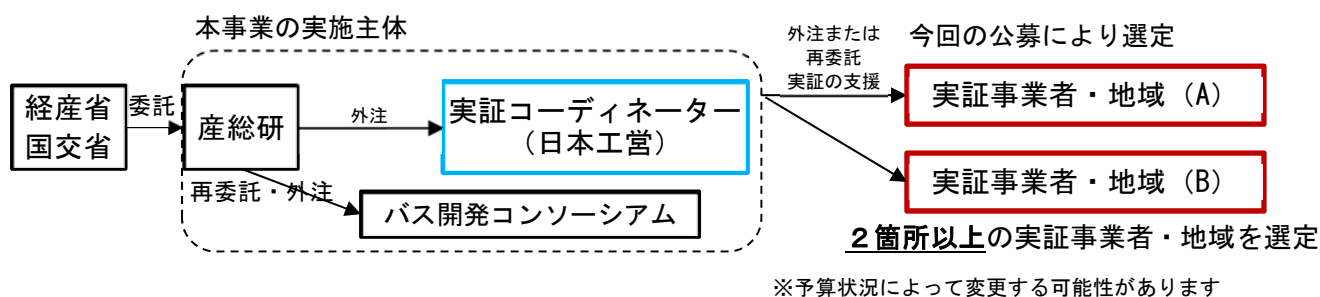 本事業の実施主体
外注または
再委託
実証の支援
今回の公募により選定
経産省
国交省
委託
産総研
外注
実証コーディネーター
（日本工営）
実証事業者・地域（A）
再委託・外注
バス開発コンソーシアム
実証事業者・地域（B）
２箇所以上の実証事業者・地域を選定
※予算状況によって変更する可能性があります